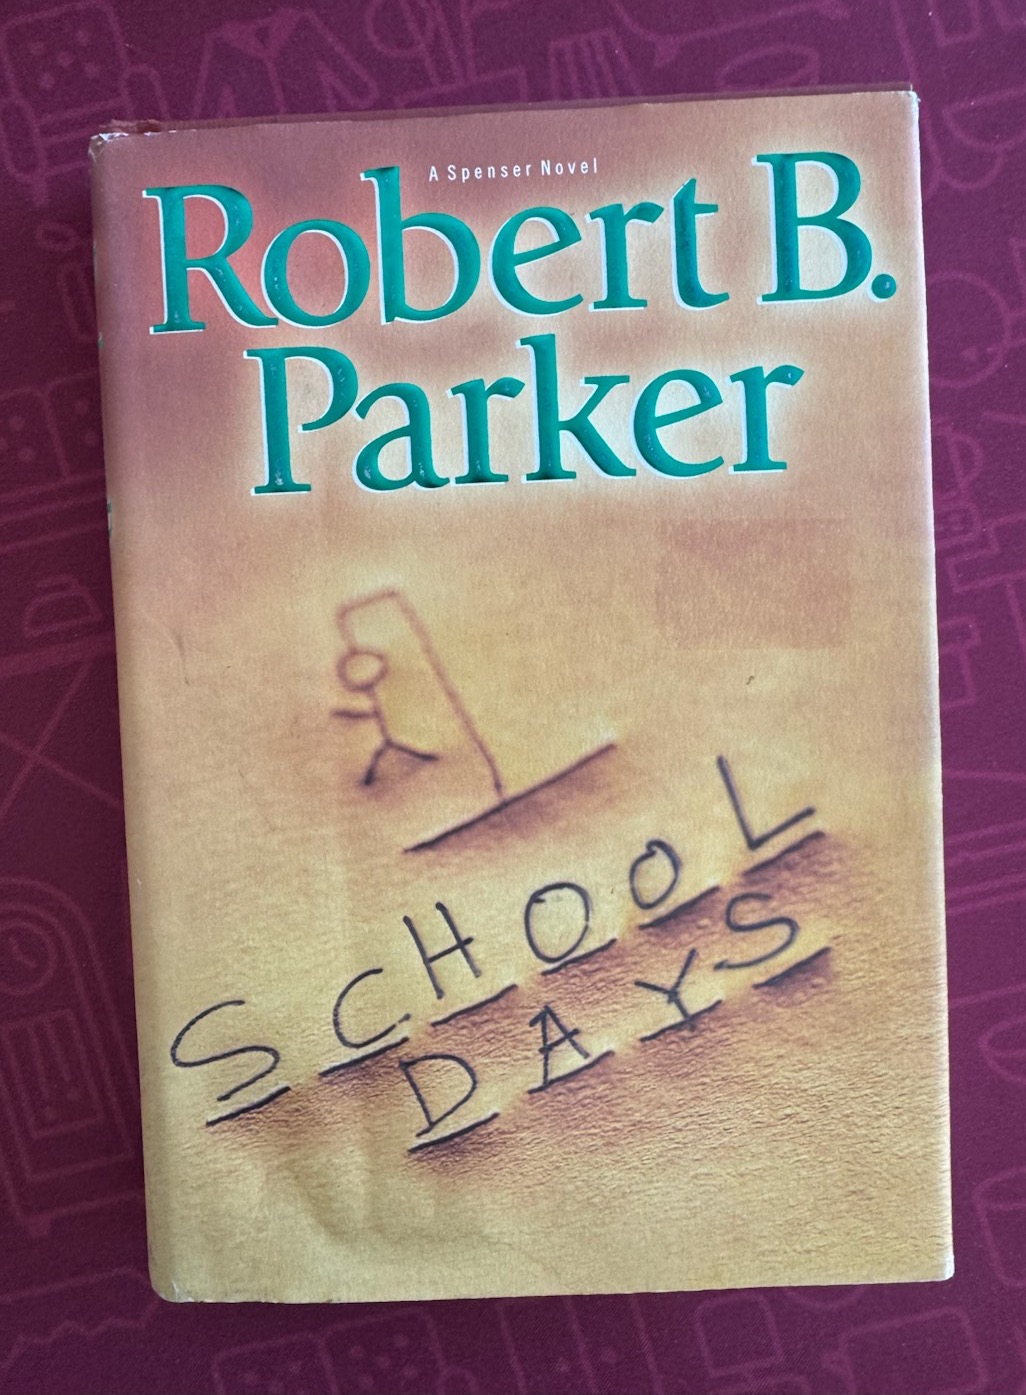 A Spenser Novel
Robert B.
Parker
SCHOOL
DAYS